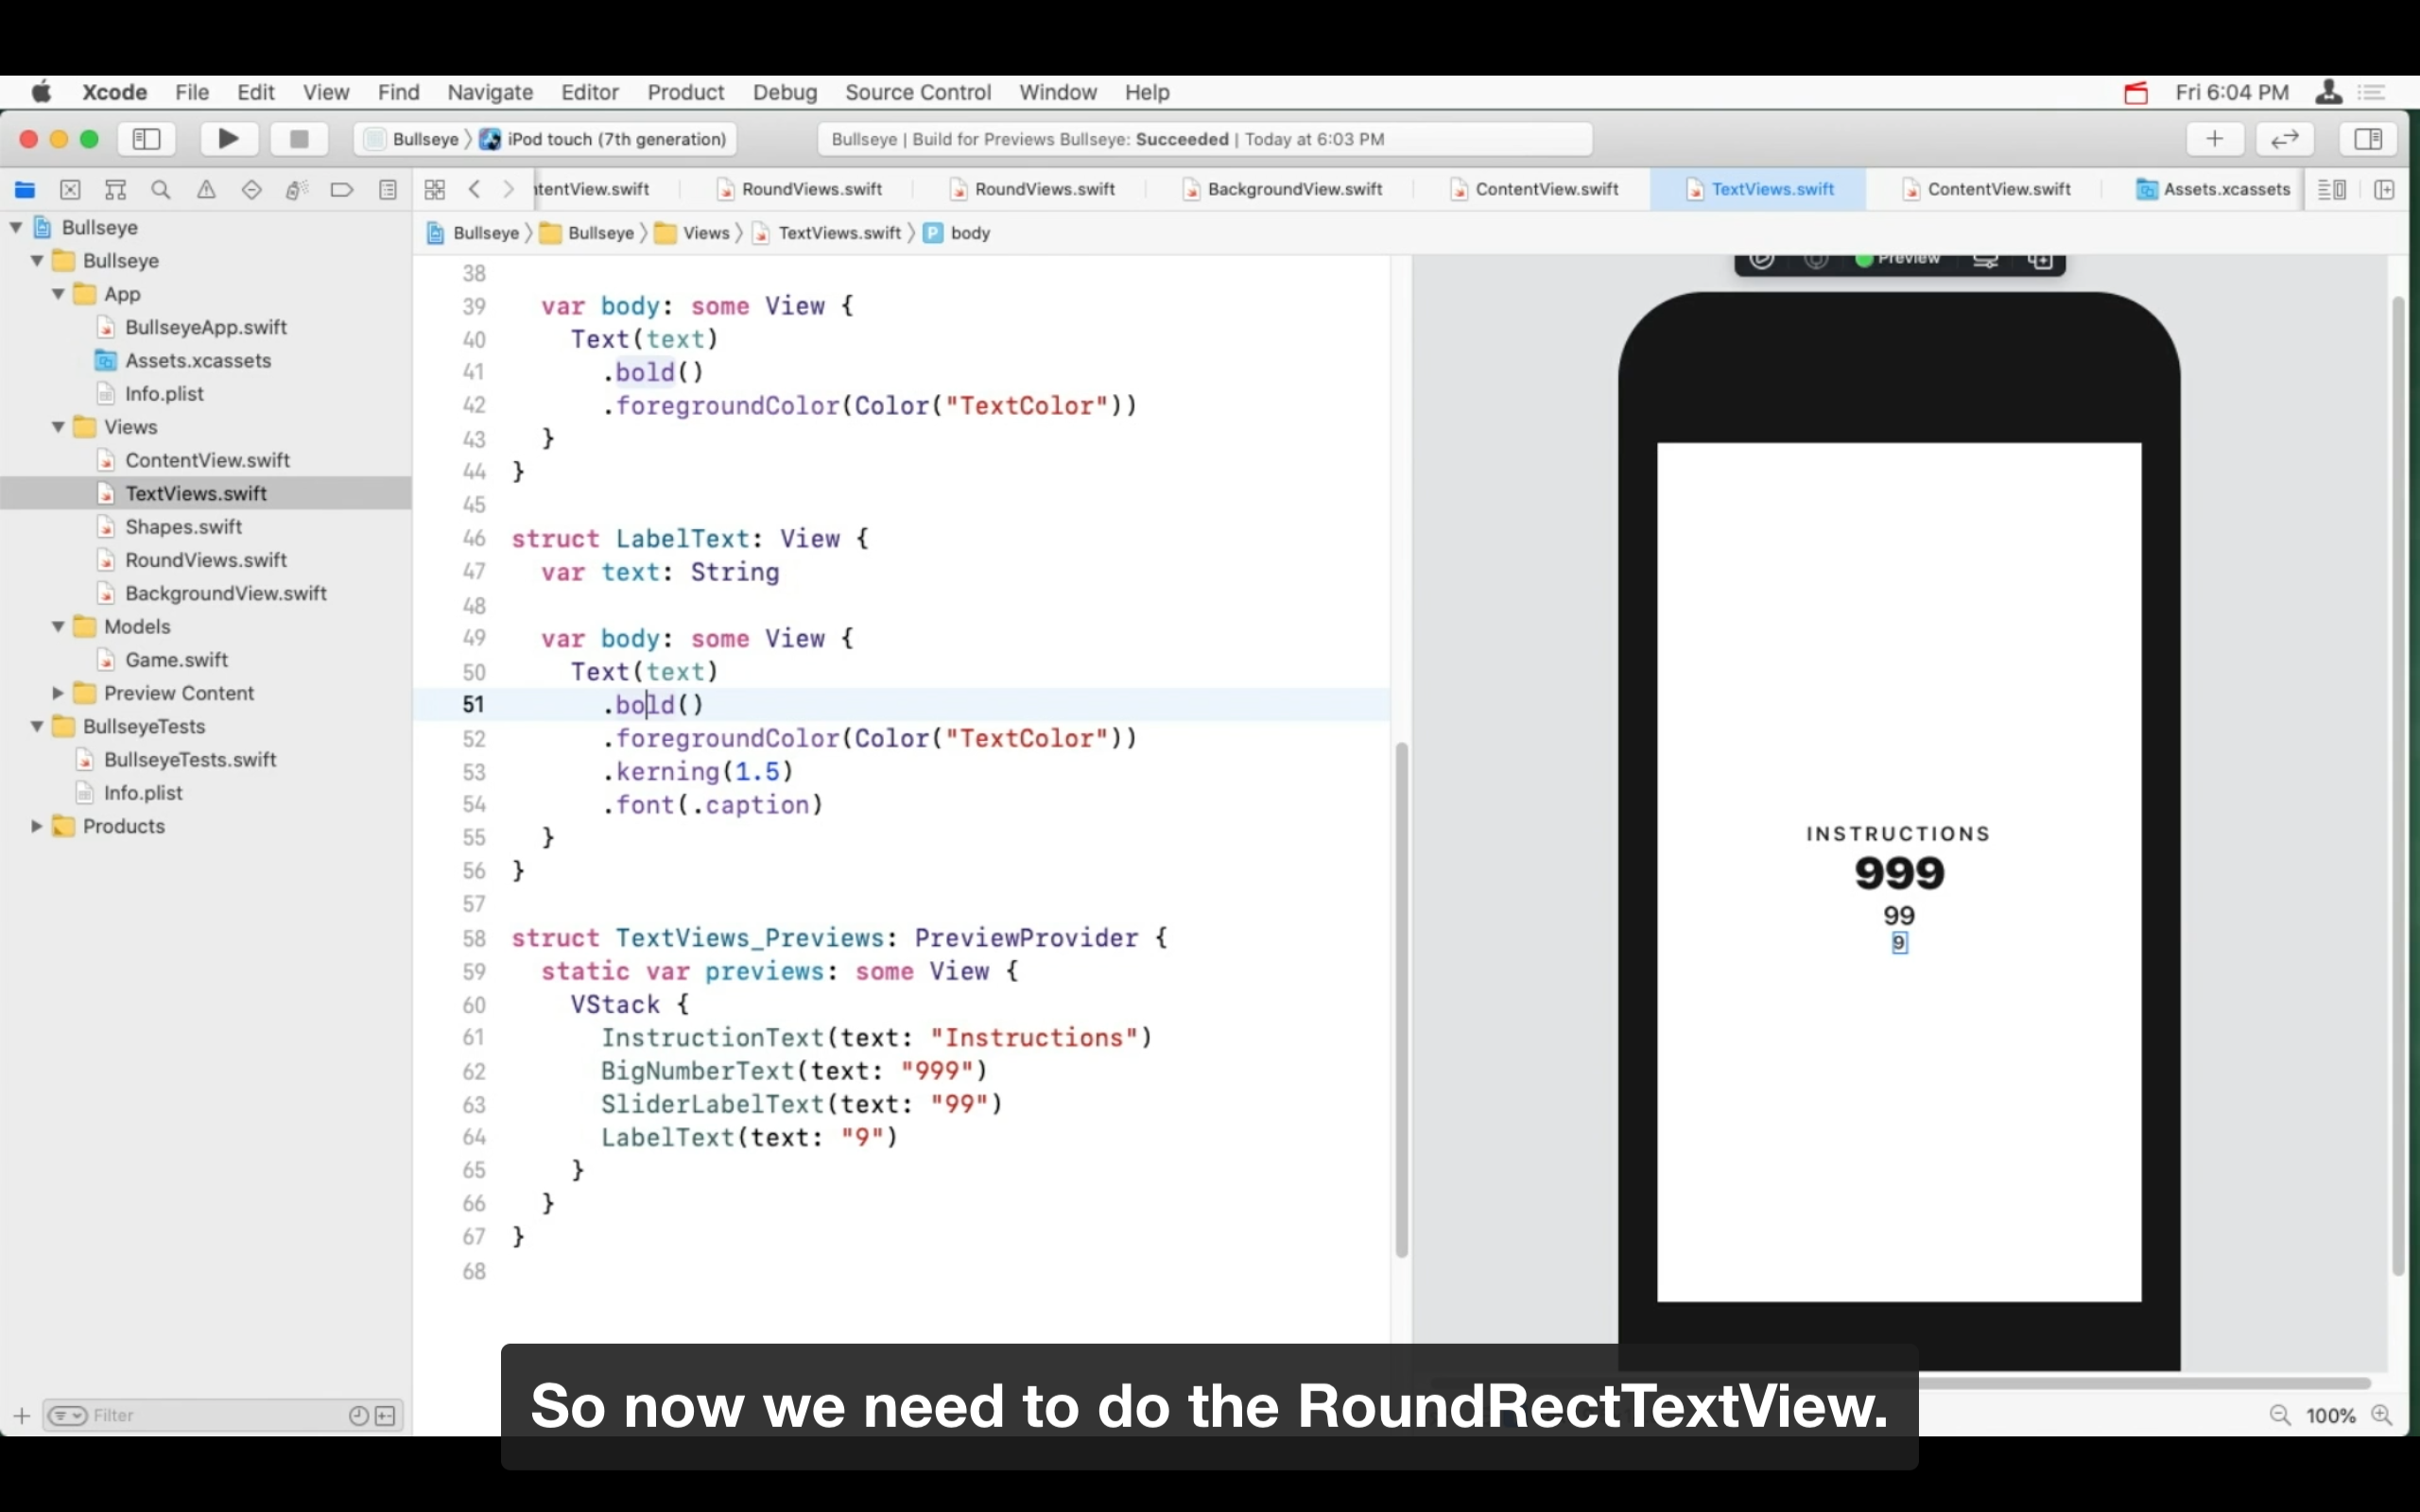 Xcode File Edit View Find Navigate Editor Product Debug Source Control Window Help Fri 6:04 PM
Bullseye 〉 iPod touch (7th generation)
Bullseye | Build for Previews Bullseye: Succeeded | Today at 6:03 PM
ntentView.swift RoundViews.swift RoundViews.swift BackgroundView.swift ContentView.swift TextViews.swift ContentView.swift Assets.xcassets
Bullseye 〉 Bullseye 〉 Views 〉 TextViews.swift 〉 P body
Bullseye
Bullseye
App
BullseyeApp.swift
Assets.xcassets
Info.plist
Views
ContentView.swift
TextViews.swift
Shapes.swift
RoundViews.swift
BackgroundView.swift
Models
Game.swift
Preview Content
BullseyeTests
BullseyeTests.swift
Info.plist
Products
Filter
38
39 var body: some View {
40 Text(text)
41 .bold()
42 .foregroundColor(Color("TextColor"))
43 }
44 }
45
46 struct LabelText: View {
47 var text: String
48
49 var body: some View {
50 Text(text)
51 .bold()
52 .foregroundColor(Color("TextColor"))
53 .kerning(1.5)
54 .font(.caption)
55 }
56 }
57
58 struct TextViews_Previews: PreviewProvider {
59 static var previews: some View {
60 VStack {
61 InstructionText(text: "Instructions")
62 BigNumberText(text: "999")
63 SliderLabelText(text: "99")
64 LabelText(text: "9")
65 }
66 }
67 }
68
Preview
INSTRUCTIONS
999
99
9
100%
So now we need to do the RoundRectTextView.